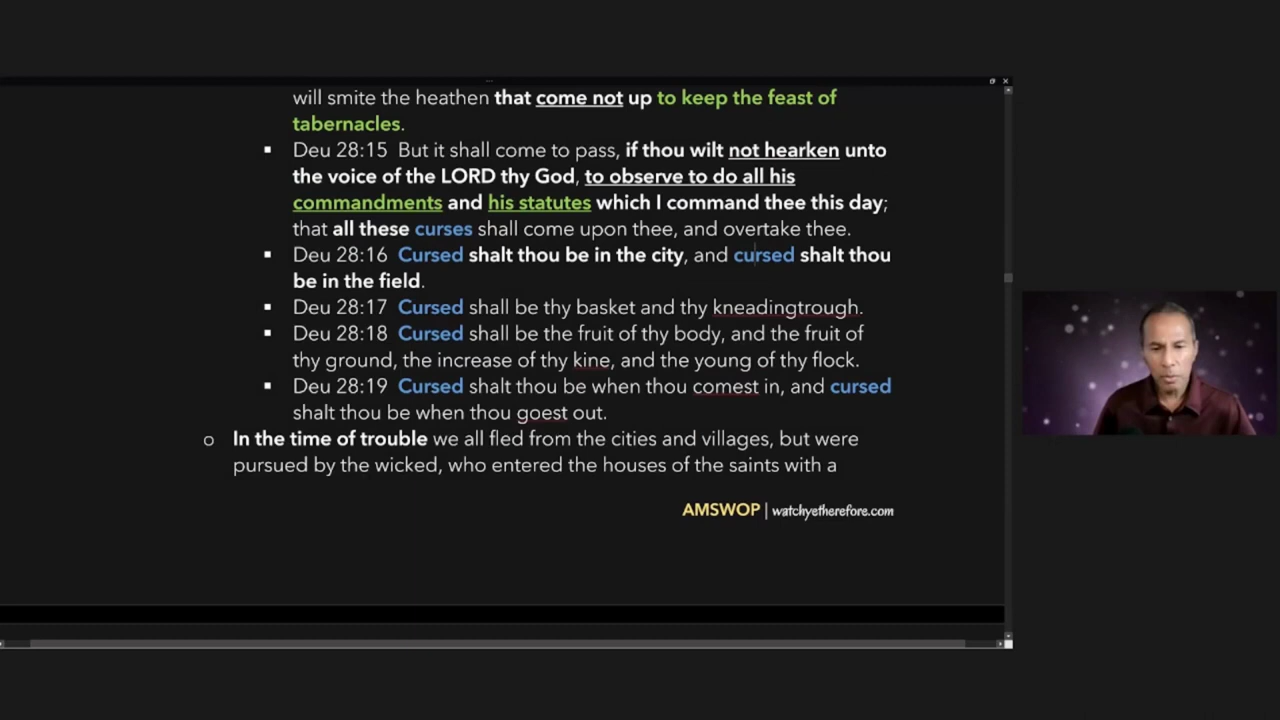 will smite the heathen that come not up to keep the feast of
tabernacles.
▪ Deu 28:15 But it shall come to pass, if thou wilt not hearken unto
the voice of the LORD thy God, to observe to do all his
commandments and his statutes which I command thee this day;
that all these curses shall come upon thee, and overtake thee.
▪ Deu 28:16 Cursed shalt thou be in the city, and cursed shalt thou
be in the field.
▪ Deu 28:17 Cursed shall be thy basket and thy kneadingtrough.
▪ Deu 28:18 Cursed shall be the fruit of thy body, and the fruit of
thy ground, the increase of thy kine, and the young of thy flock.
▪ Deu 28:19 Cursed shalt thou be when thou comest in, and cursed
shalt thou be when thou goest out.
o In the time of trouble we all fled from the cities and villages, but were
pursued by the wicked, who entered the houses of the saints with a
AMSWOP | watchyetherefore.com